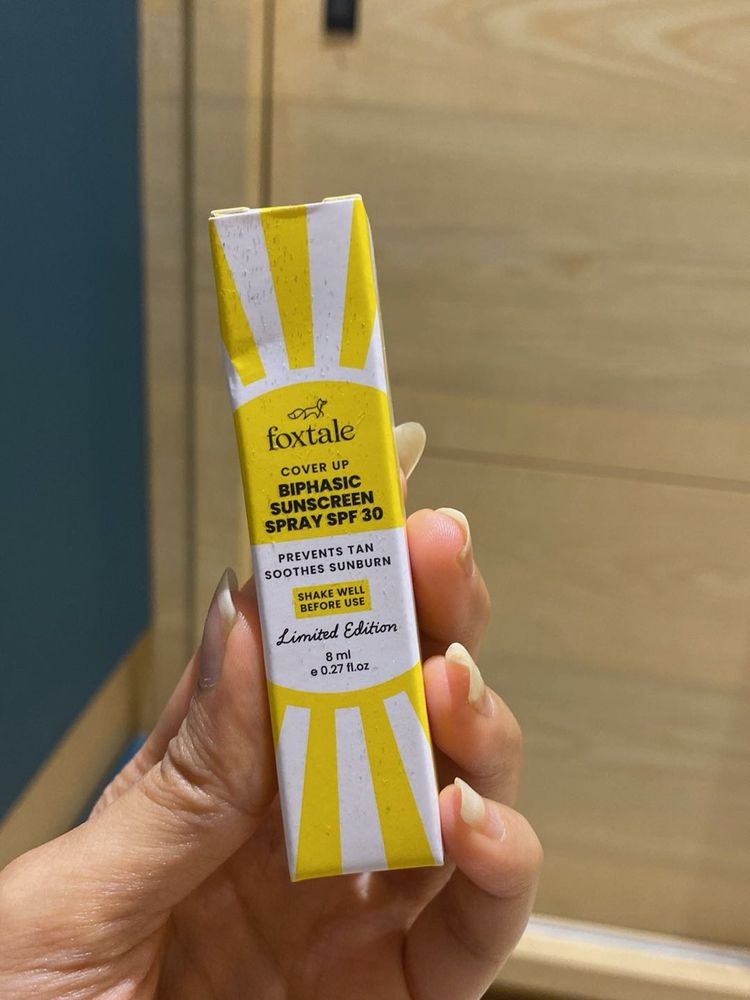 foxtale
COVER UP
BIPHASIC
SUNSCREEN
SPRAY SPF 30
PREVENTS TAN
SOOTHES SUNBURN
SHAKE WELL
BEFORE USE
Limited Edition
8 ml
e 0.27 fl.oz